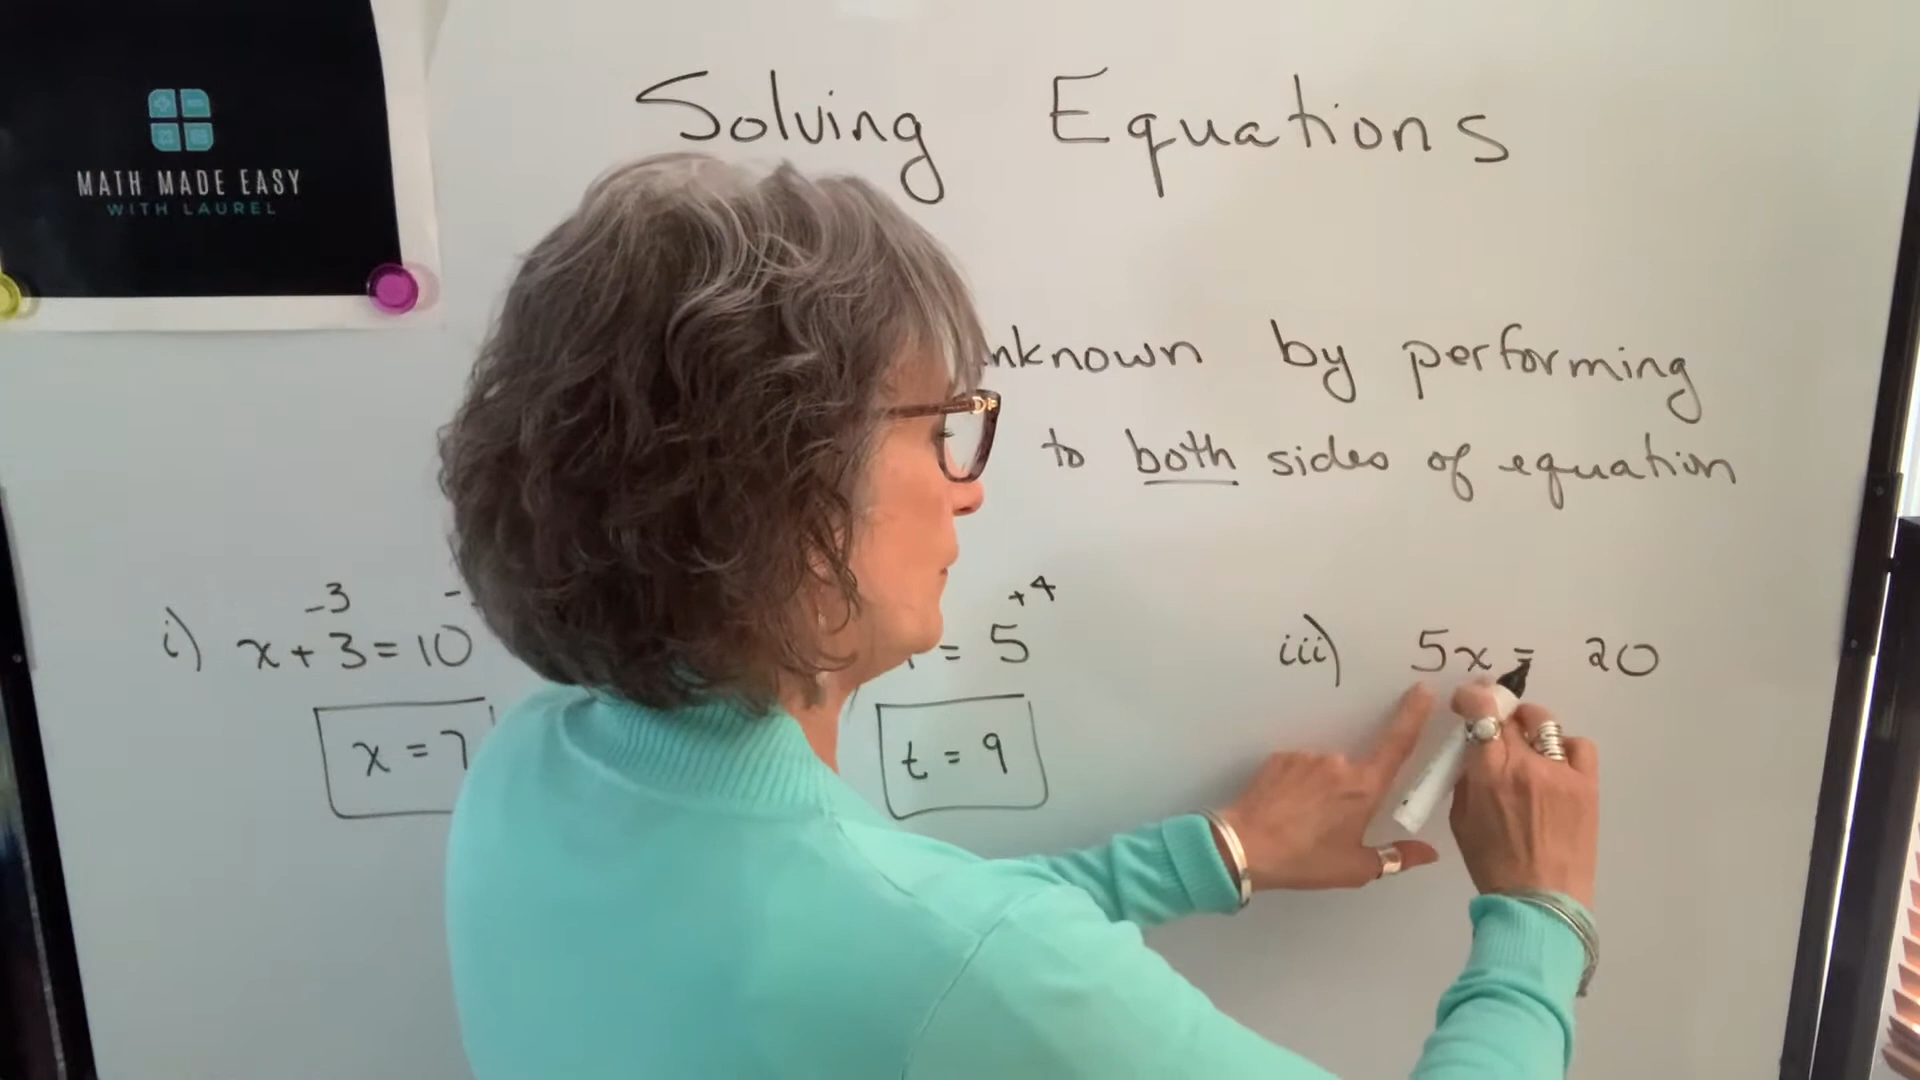 MATH MADE EASY
WITH LAUREL
Solving Equations
by performing
to both sides of equation
-3
i) x + 3 = 10
x = 7
+4
= 5
t = 9
iii) 5x = 20